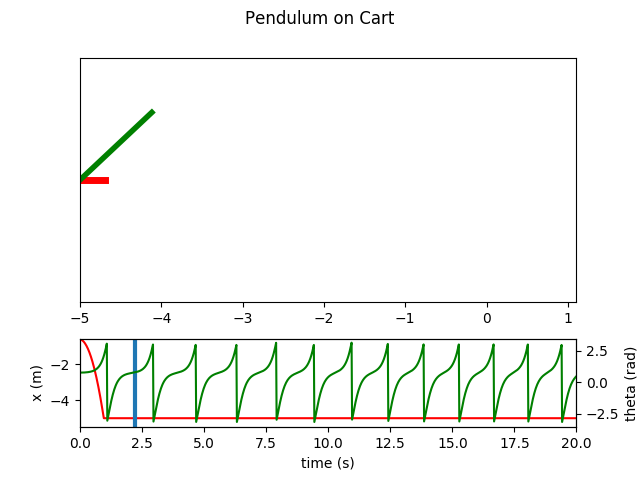 Pendulum on Cart
−5 −4 −3 −2 −1 0 1
−2
−4
x (m)
2.5
0.0
−2.5
theta (rad)
0.0 2.5 5.0 7.5 10.0 12.5 15.0 17.5 20.0
time (s)